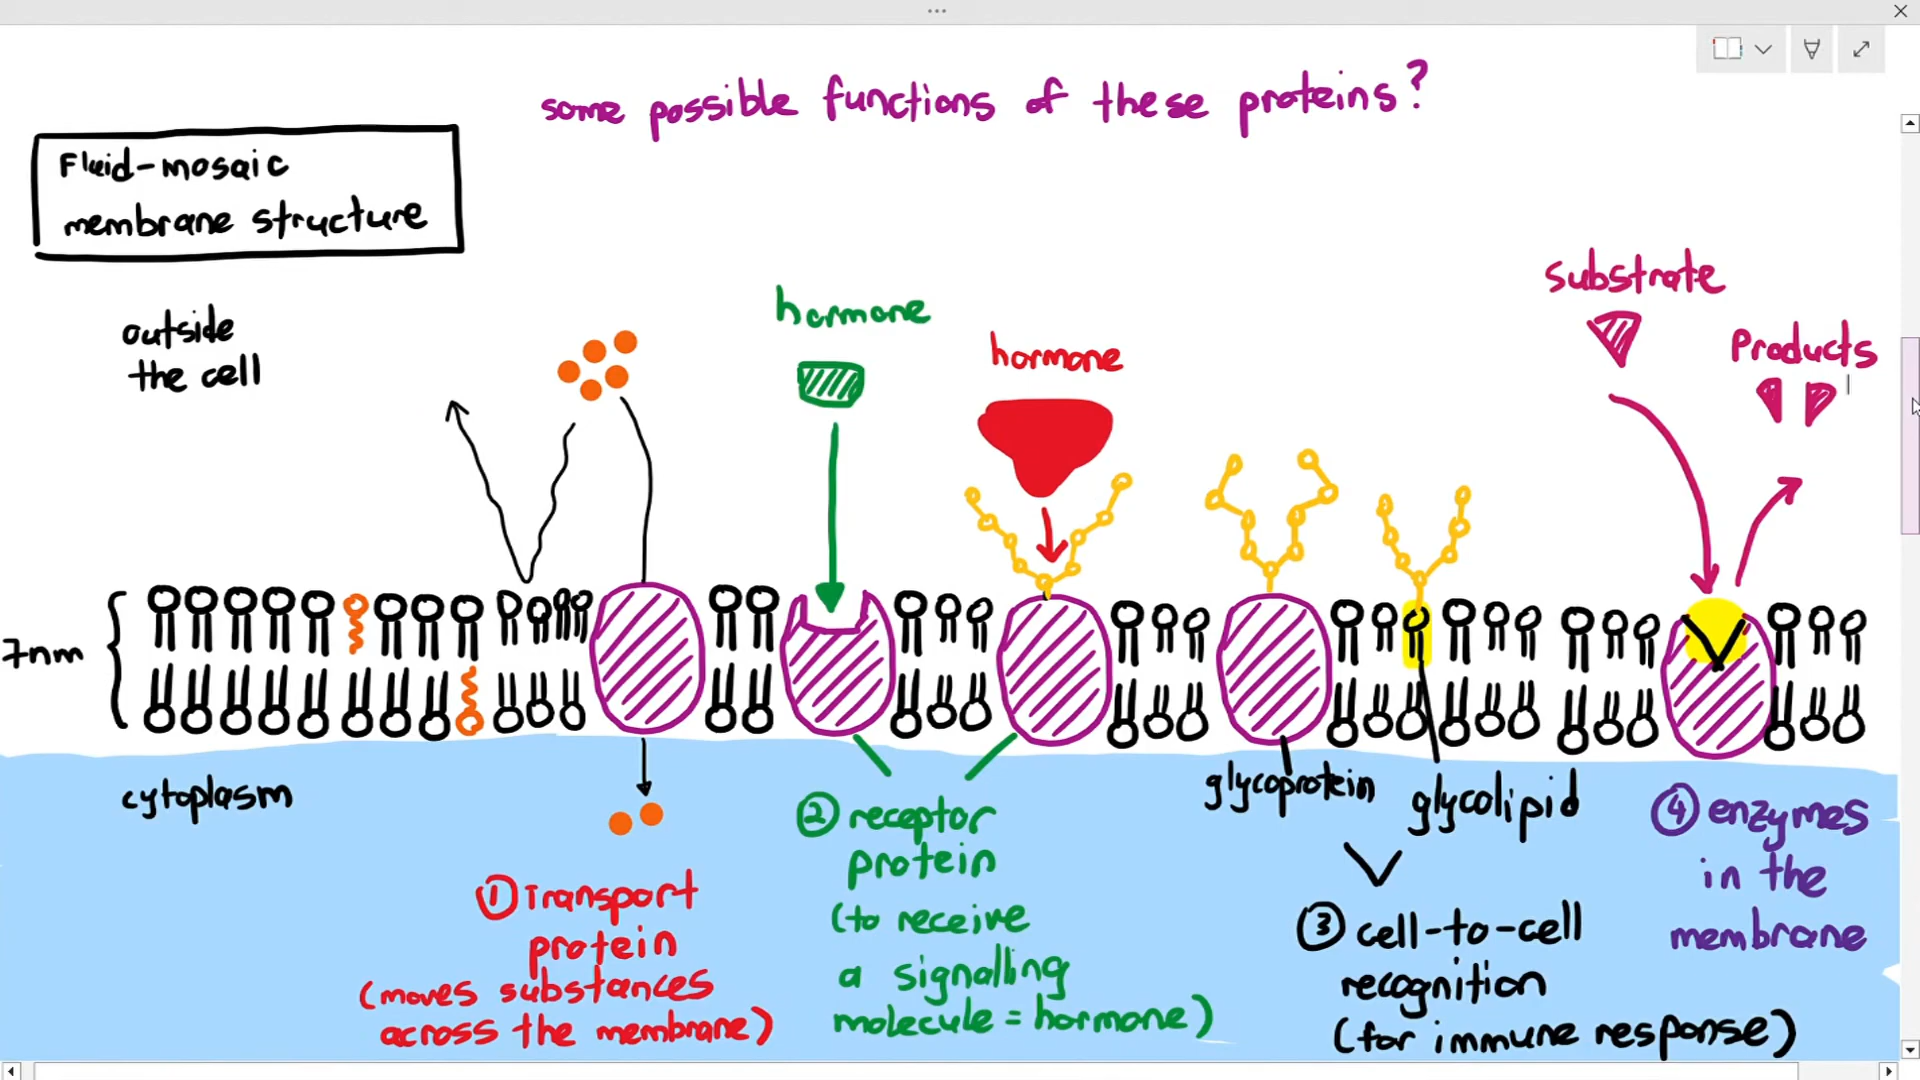 some possible functions of these proteins?
Fluid-mosaic
membrane structure
outside
the cell
hormone
hormone
substrate
Products
7nm
cytoplasm
① Transport
protein
(moves substances
across the membrane)
② receptor
protein
(to receive
a signalling
molecule = hormone)
glycoprotein
glycolipid
③ cell-to-cell
recognition
(for immune response)
④ enzymes
in the
membrane